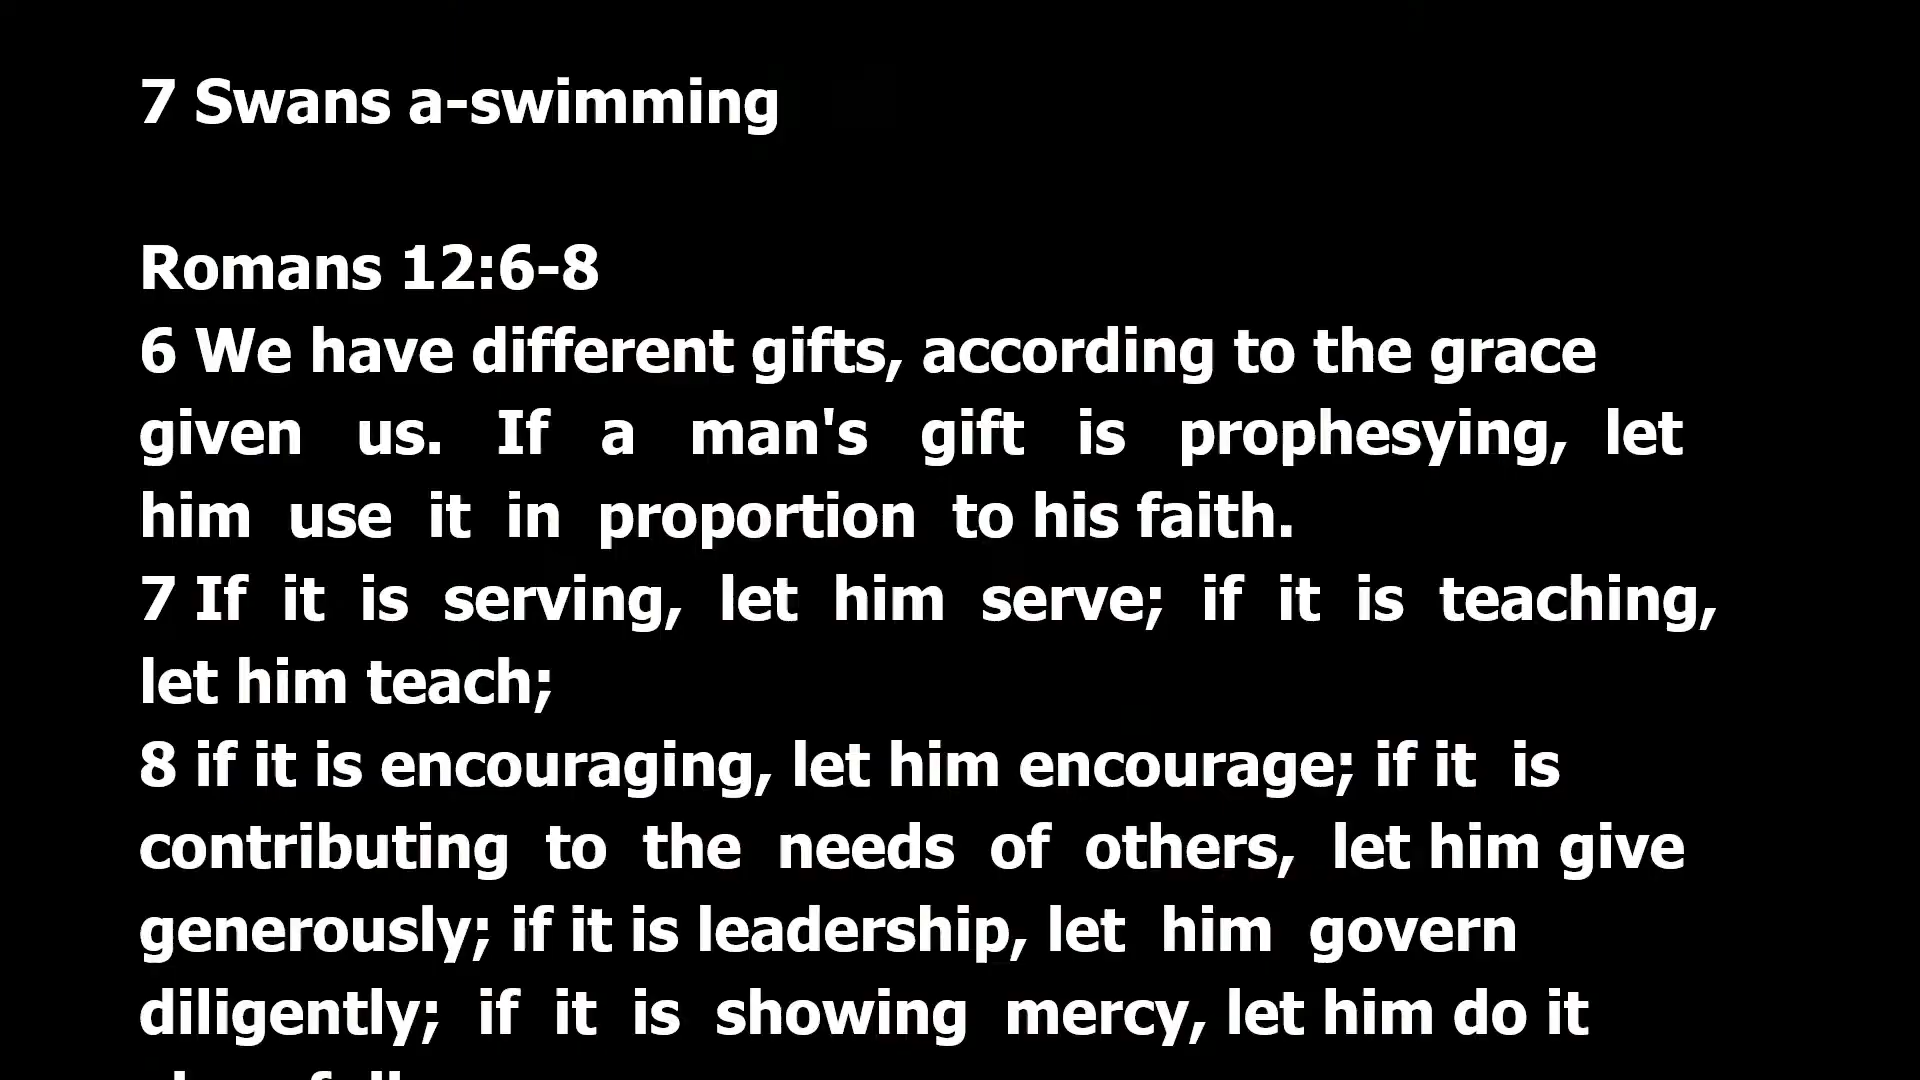 7 Swans a-swimming
Romans 12:6-8
6 We have different gifts, according to the grace
given us. If a man's gift is prophesying, let
him use it in proportion to his faith.
7 If it is serving, let him serve; if it is teaching,
let him teach;
8 if it is encouraging, let him encourage; if it is
contributing to the needs of others, let him give
generously; if it is leadership, let him govern
diligently; if it is showing mercy, let him do it